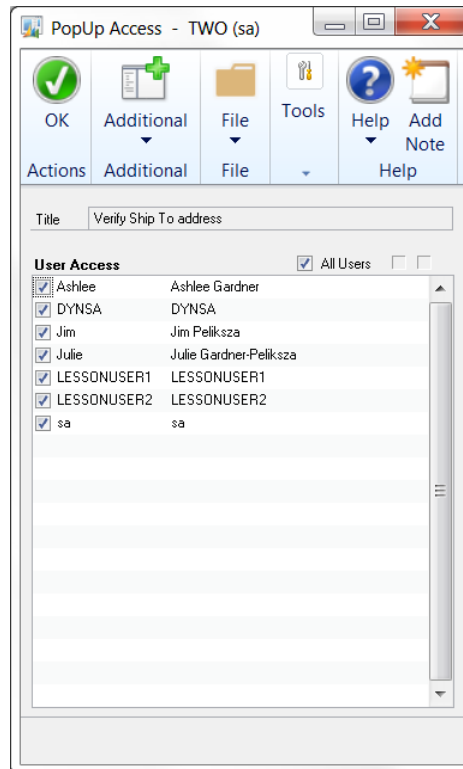 PopUp Access - TWO (sa)
OK Additional File Tools Help Add Note
Actions Additional File Help
Title Verify Ship To address
User Access All Users
Ashlee Ashlee Gardner
DYNSA DYNSA
Jim Jim Peliksza
Julie Julie Gardner-Peliksza
LESSONUSER1 LESSONUSER1
LESSONUSER2 LESSONUSER2
sa sa